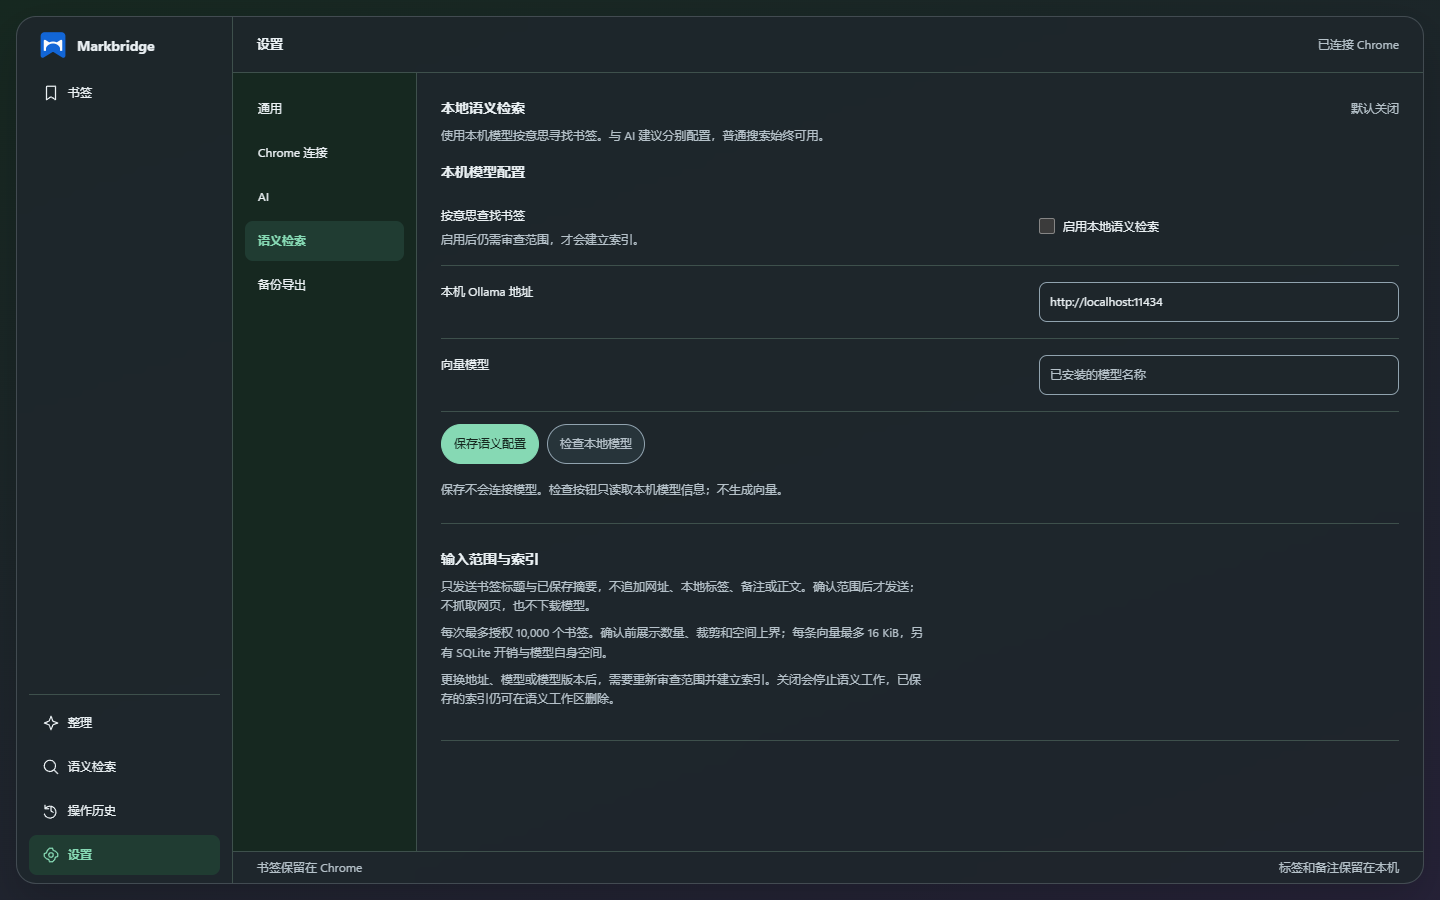 Markbridge
书签
整理
语义检索
操作历史
设置
设置
已连接 Chrome
通用
Chrome 连接
AI
语义检索
备份导出
本地语义检索
默认关闭
使用本机模型按意思寻找书签。与 AI 建议分别配置，普通搜索始终可用。
本机模型配置
按意思查找书签
启用后仍需审查范围，才会建立索引。
启用本地语义检索
本机 Ollama 地址
http://localhost:11434
向量模型
已安装的模型名称
保存语义配置
检查本地模型
保存不会连接模型。检查按钮只读取本机模型信息；不生成向量。
输入范围与索引
只发送书签标题与已保存摘要，不追加网址、本地标签、备注或正文。确认范围后才发送；
不抓取网页，也不下载模型。
每次最多授权 10,000 个书签。确认前展示数量、裁剪和空间上界；每条向量最多 16 KiB，另
有 SQLite 开销与模型自身空间。
更换地址、模型或模型版本后，需要重新审查范围并建立索引。关闭会停止语义工作，已保
存的索引仍可在语义工作区删除。
书签保留在 Chrome
标签和备注保留在本机